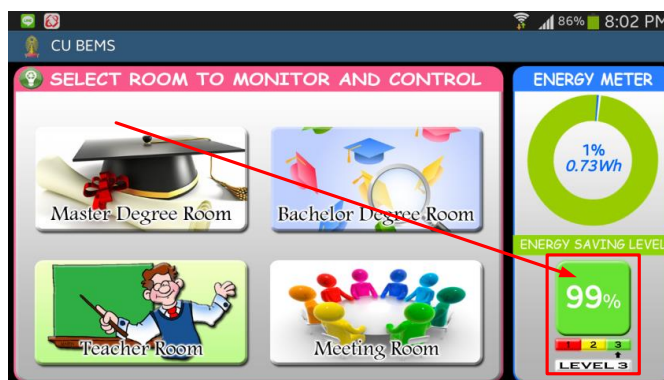 86% 8:02 PM
CU BEMS
SELECT ROOM TO MONITOR AND CONTROL
Master Degree Room
Bachelor Degree Room
Teacher Room
Meeting Room
ENERGY METER
1%
0.73Wh
ENERGY SAVING LEVEL
99%
1 2 3
LEVEL 3